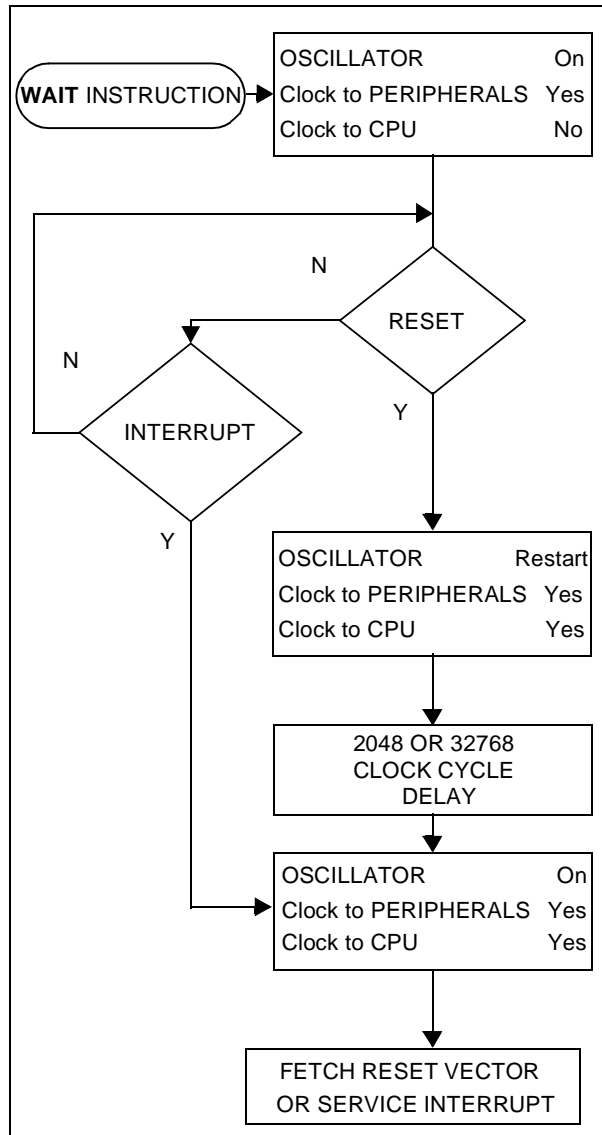 WAIT INSTRUCTION
OSCILLATOR On
Clock to PERIPHERALS Yes
Clock to CPU No
N
RESET
N
INTERRUPT
Y
Y
OSCILLATOR Restart
Clock to PERIPHERALS Yes
Clock to CPU Yes
2048 OR 32768
CLOCK CYCLE
DELAY
OSCILLATOR On
Clock to PERIPHERALS Yes
Clock to CPU Yes
FETCH RESET VECTOR
OR SERVICE INTERRUPT